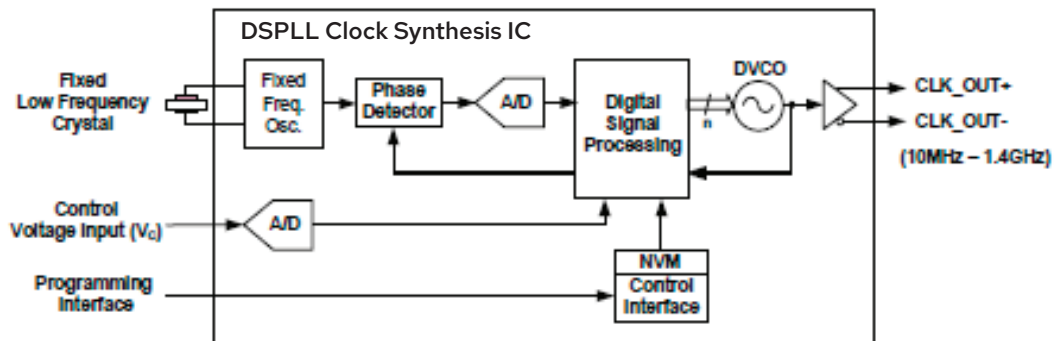 DSPLL Clock Synthesis IC
Fixed
Low Frequency
Crystal
Fixed
Freq.
Osc.
Phase
Detector
A/D
Digital
Signal
Processing
n
DVCO
CLK_OUT+
CLK_OUT-
(10MHz – 1.4GHz)
Control
Voltage Input (Vc)
A/D
NVM
Control
Interface
Programming
Interface